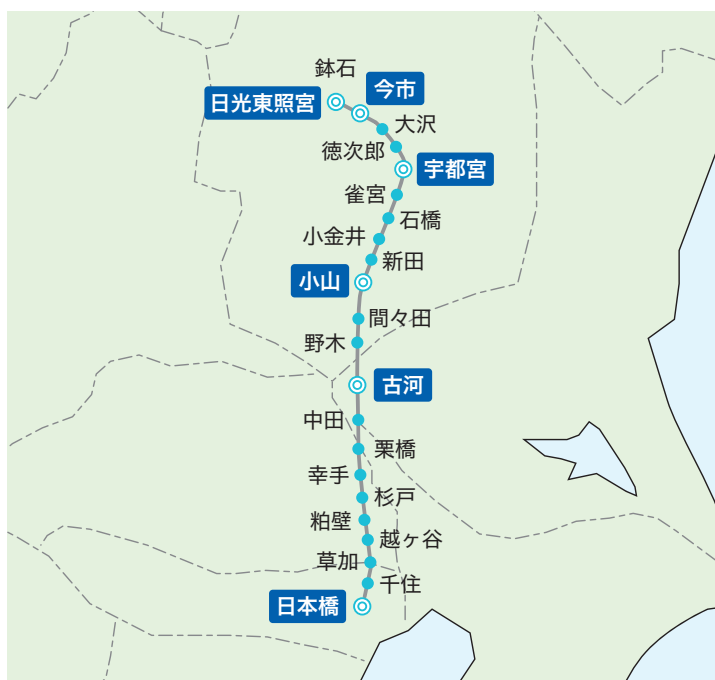 鉢石
日光東照宮
今市
大沢
徳次郎
宇都宮
雀宮
石橋
小金井
新田
小山
間々田
野木
古河
中田
栗橋
幸手
杉戸
粕壁
越ヶ谷
草加
千住
日本橋